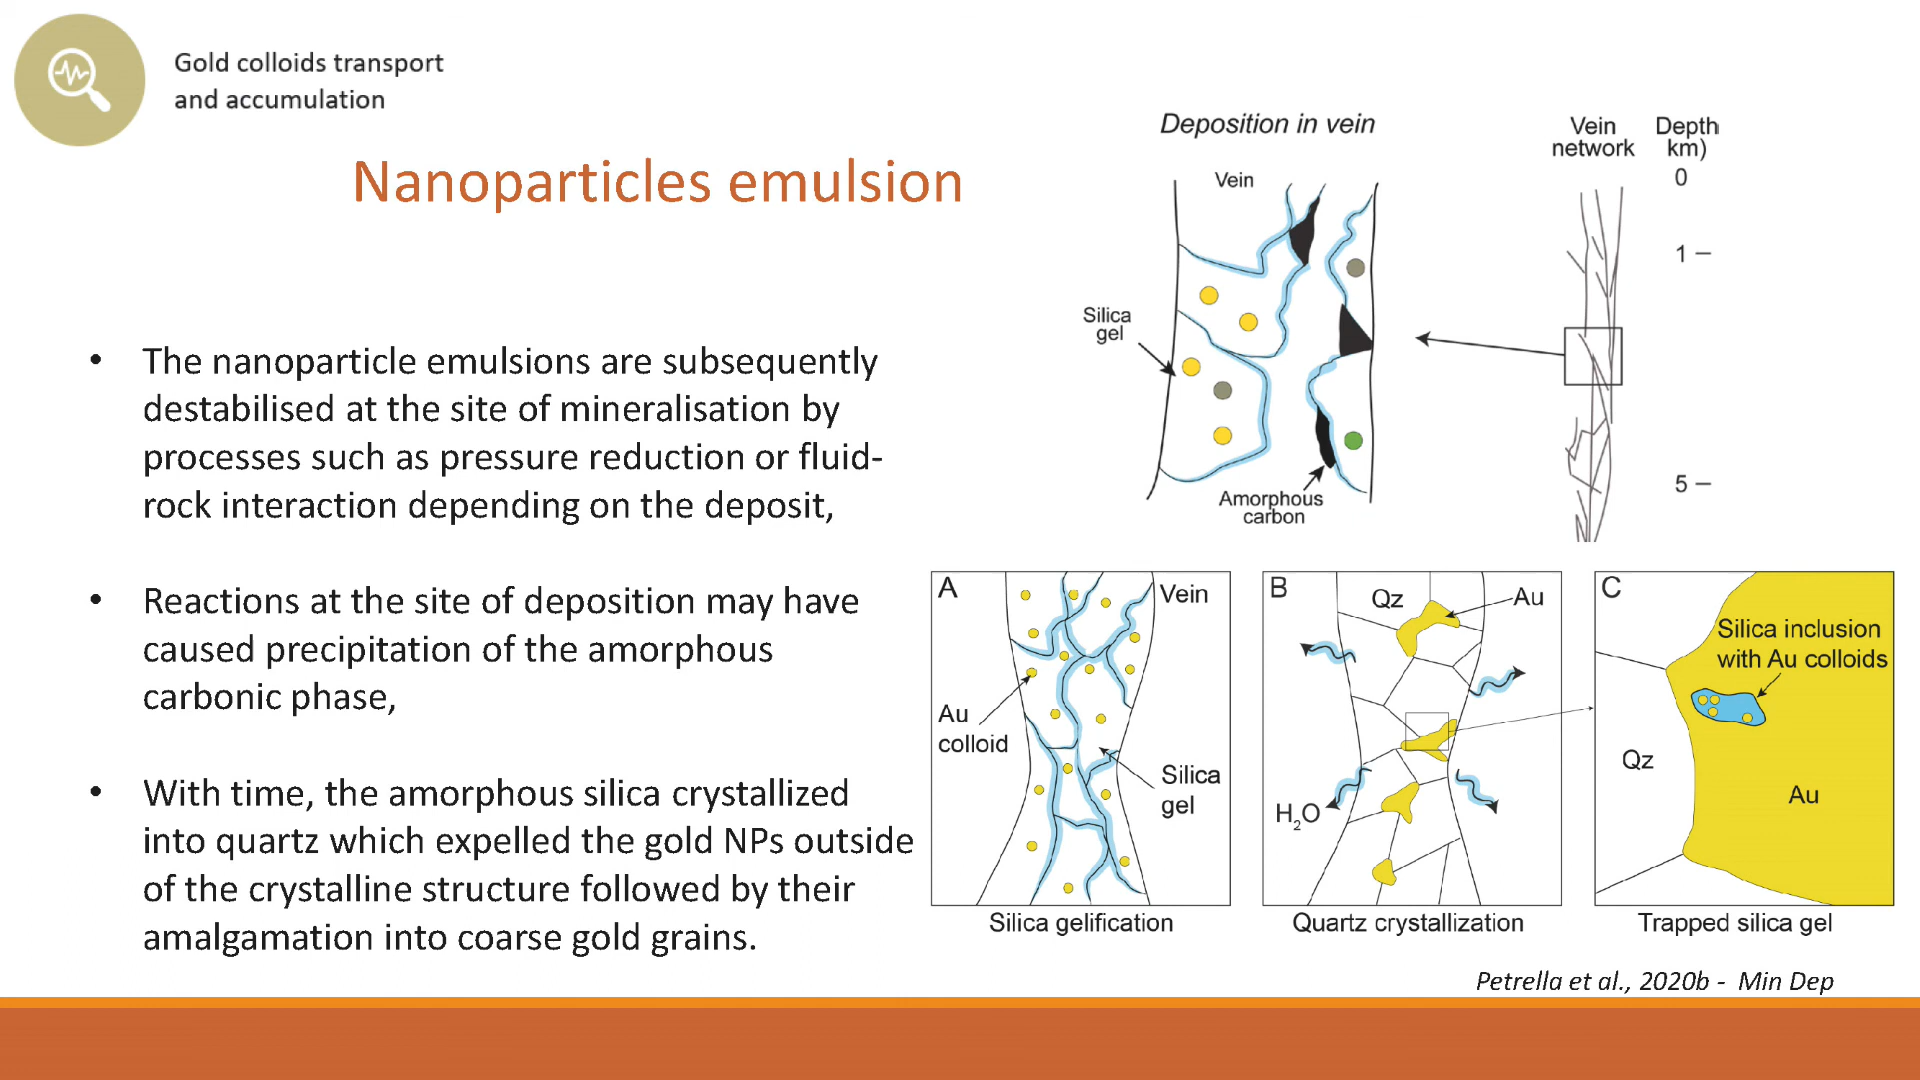 Gold colloids transport
and accumulation
Nanoparticles emulsion
• The nanoparticle emulsions are subsequently
destabilised at the site of mineralisation by
processes such as pressure reduction or fluid-
rock interaction depending on the deposit,
• Reactions at the site of deposition may have
caused precipitation of the amorphous
carbonic phase,
• With time, the amorphous silica crystallized
into quartz which expelled the gold NPs outside
of the crystalline structure followed by their
amalgamation into coarse gold grains.
Deposition in vein
Vein
Silica
gel
Amorphous
carbon
Vein
network
Depth
km)
0
1
5
A
Vein
Au
colloid
Silica
gel
Silica gelification
B
Qz
Au
H₂O
Quartz crystallization
C
Silica inclusion
with Au colloids
Qz
Au
Trapped silica gel
Petrella et al., 2020b - Min Dep